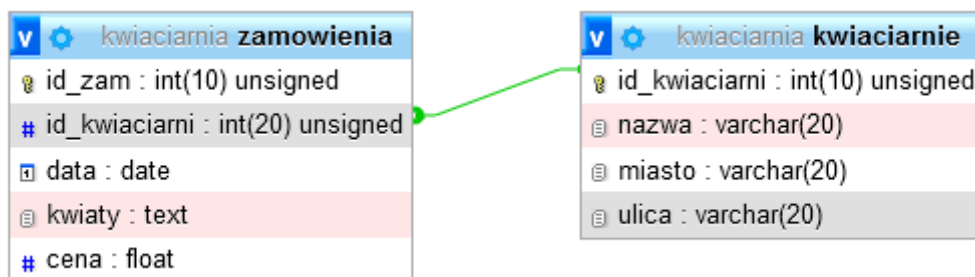 v kwiaciarnia zamowienia
id_zam : int(10) unsigned
# id_kwiaciarni : int(20) unsigned
data : date
kwiaty : text
# cena : float
v kwiaciarnia kwiaciarnie
id_kwiaciarni : int(10) unsigned
nazwa : varchar(20)
miasto : varchar(20)
ulica : varchar(20)